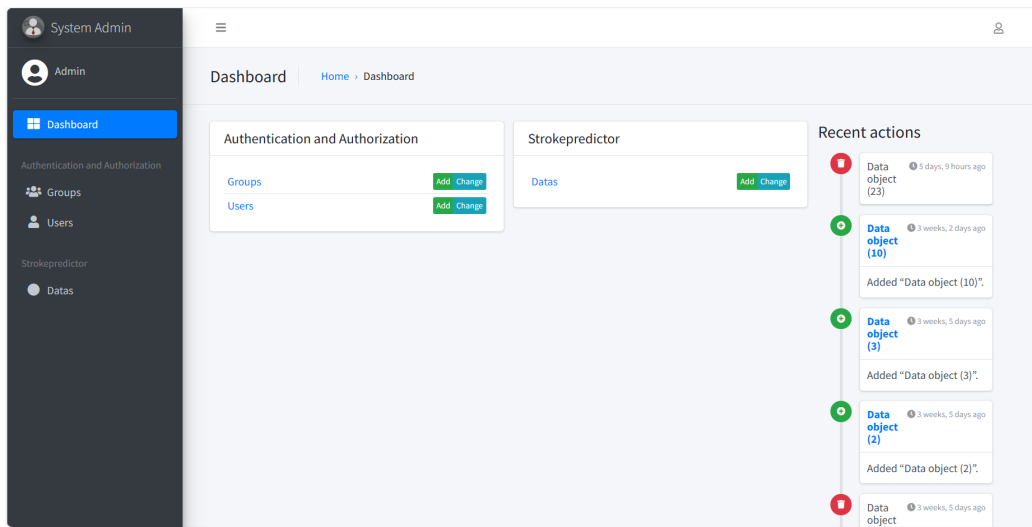 System Admin
Admin
Dashboard
Authentication and Authorization
Groups
Users
Strokepredictor
Datas
Dashboard
Home › Dashboard
Authentication and Authorization
Groups Add Change
Users Add Change
Strokepredictor
Datas Add Change
Recent actions
Data 5 days, 9 hours ago
object
(23)
Data 3 weeks, 2 days ago
object
(10)
Added “Data object (10)”.
Data 3 weeks, 5 days ago
object
(3)
Added “Data object (3)”.
Data 3 weeks, 5 days ago
object
(2)
Added “Data object (2)”.
Data 3 weeks, 5 days ago
object